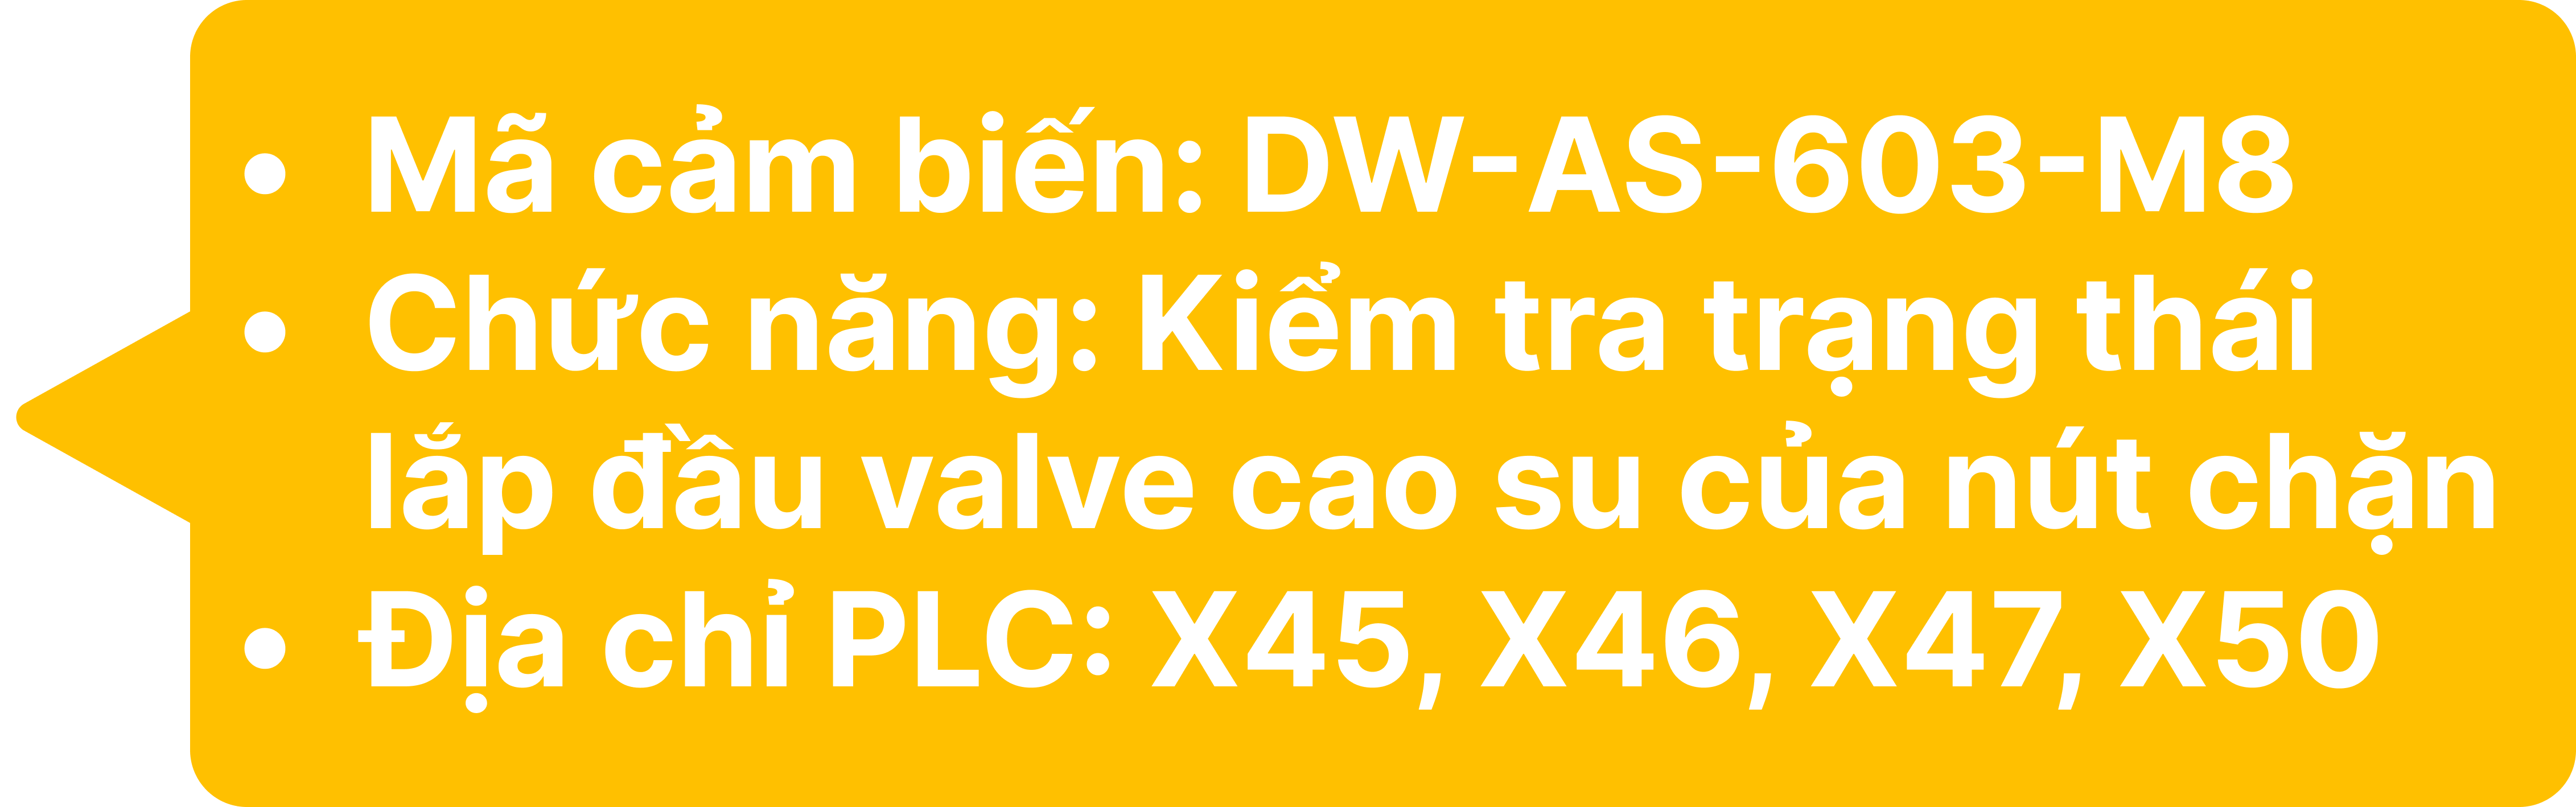 • Mã cảm biến: DW-AS-603-M8
• Chức năng: Kiểm tra trạng thái
lắp đầu valve cao su của nút chặn
• Địa chỉ PLC: X45, X46, X47, X50